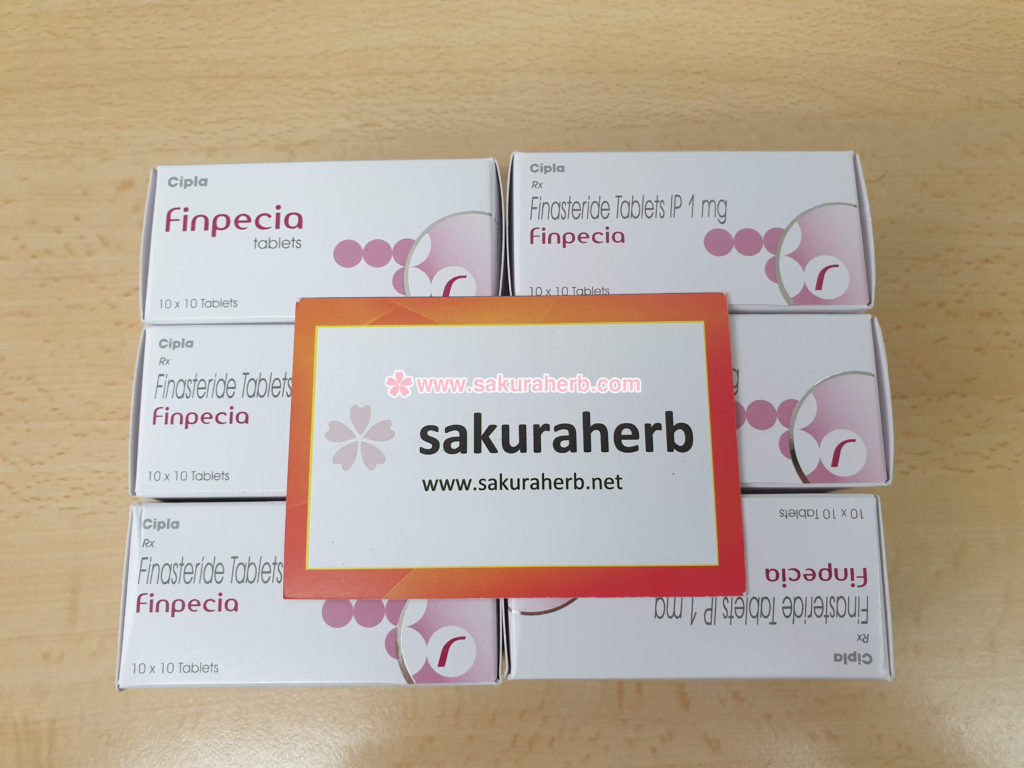 Cipla
Finpecia
tablets
10 x 10 Tablets
Cipla
Rx
Finasteride Tablets IP 1 mg
Finpecia
10 x 10 Tablets
Cipla
Rx
Finasteride Tablets
Finpecia
10 x 10 Tablets
www.sakuraherb.com
sakuraherb
www.sakuraherb.net
Cipla
Rx
Finasteride Tablets
Finpecia
10 x 10 Tablets
Cipla
Rx
Finasteride Tablets IP 1 mg
Finpecia
10 x 10 Tablets